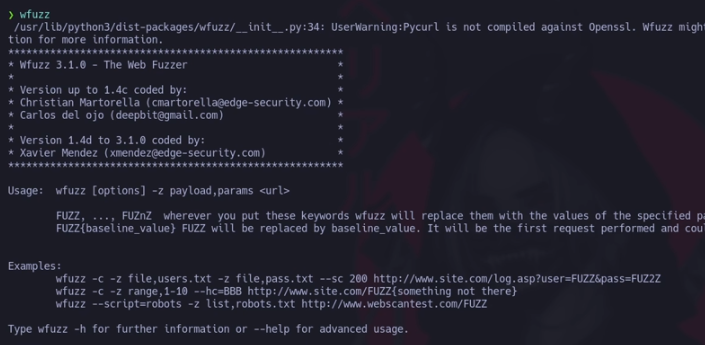 ❯ wfuzz
/usr/lib/python3/dist-packages/wfuzz/__init__.py:34: UserWarning:Pycurl is not compiled against Openssl. Wfuzz migh
tion for more information.
********************************************************
* Wfuzz 3.1.0 - The Web Fuzzer                         *
*                                                      *
* Version up to 1.4c coded by:                         *
* Christian Martorella (cmartorella@edge-security.com) *
* Carlos del ojo (deepbit@gmail.com)                   *
*                                                      *
* Version 1.4d to 3.1.0 coded by:                      *
* Xavier Mendez (xmendez@edge-security.com)            *
********************************************************
Usage:  wfuzz [options] -z payload,params <url>
FUZZ, ..., FUZnZ  wherever you put these keywords wfuzz will replace them with the values of the specified pa
FUZZ{baseline_value} FUZZ will be replaced by baseline_value. It will be the first request performed and cou
Examples:
wfuzz -c -z file,users.txt -z file,pass.txt --sc 200 http://www.site.com/log.asp?user=FUZZ&pass=FUZ2Z
wfuzz -c -z range,1-10 --hc=BBB http://www.site.com/FUZZ{something not there}
wfuzz --script=robots -z list,robots.txt http://www.webscantest.com/FUZZ
Type wfuzz -h for further information or --help for advanced usage.